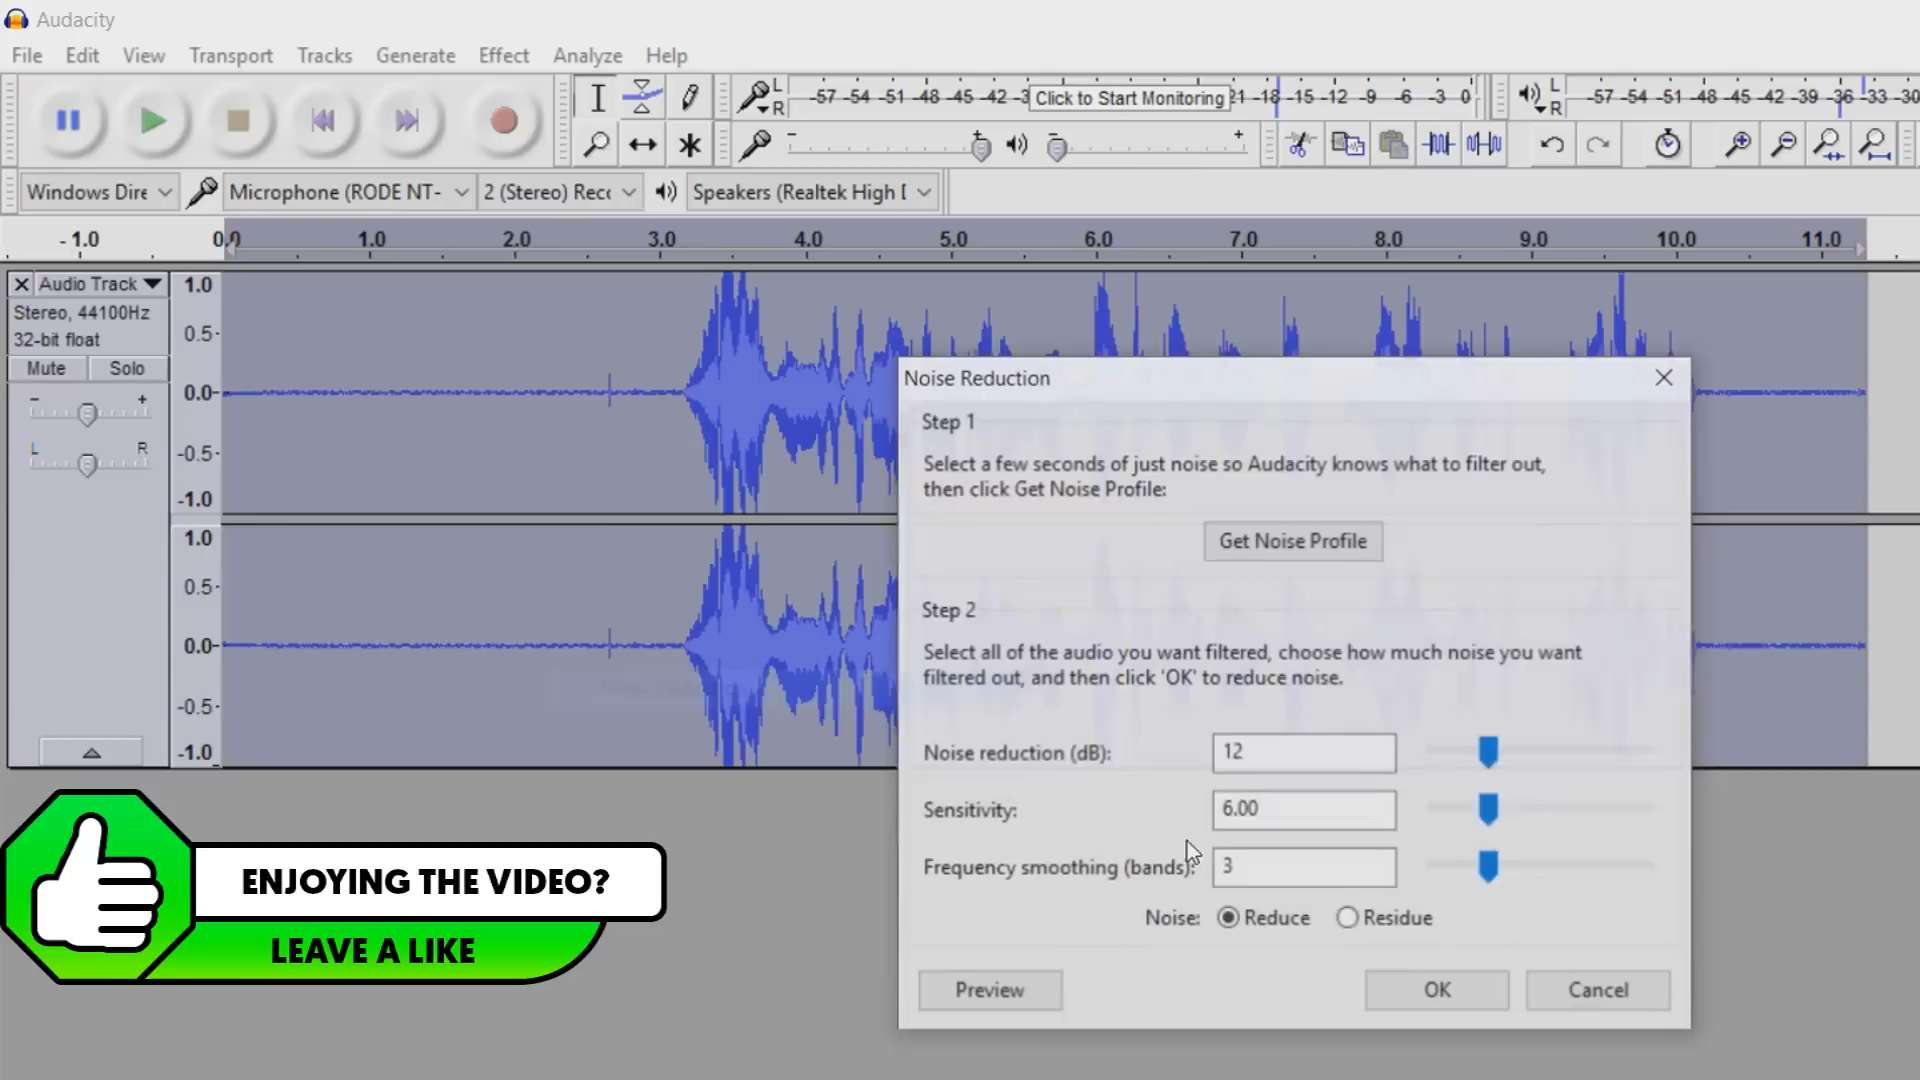 Audacity
File Edit View Transport Tracks Generate Effect Analyze Help
L
R
-57 -54 -51 -48 -45 -42 -3 Click to Start Monitoring 21 -18 -15 -12 -9 -6 -3 0
L
R
-57 -54 -51 -48 -45 -42 -39 -36 -33 -30
Windows Dire Microphone (RODE NT- 2 (Stereo) Recc Speakers (Realtek High [
- 1.0 0.0 1.0 2.0 3.0 4.0 5.0 6.0 7.0 8.0 9.0 10.0 11.0
Audio Track
Stereo, 44100Hz
32-bit float
Mute Solo
- +
L R
1.0
0.5-
0.0-
-0.5-
-1.0
1.0
0.5-
0.0-
-0.5-
-1.0
Noise Reduction
Step 1
Select a few seconds of just noise so Audacity knows what to filter out,
then click Get Noise Profile:
Get Noise Profile
Step 2
Select all of the audio you want filtered, choose how much noise you want
filtered out, and then click 'OK' to reduce noise.
Noise reduction (dB): 12
Sensitivity: 6.00
Frequency smoothing (bands): 3
Noise: Reduce Residue
Preview OK Cancel
ENJOYING THE VIDEO?
LEAVE A LIKE